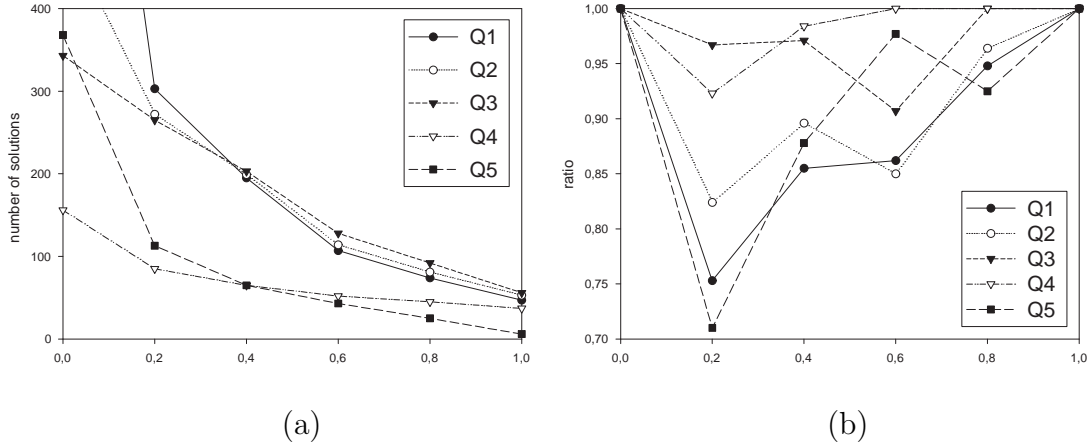 400
300
200
100
0
number of solutions
0,0 0,2 0,4 0,6 0,8 1,0
Q1
Q2
Q3
Q4
Q5
(a)
1,00
0,95
0,90
0,85
0,80
0,75
0,70
ratio
0,0 0,2 0,4 0,6 0,8 1,0
Q1
Q2
Q3
Q4
Q5
(b)